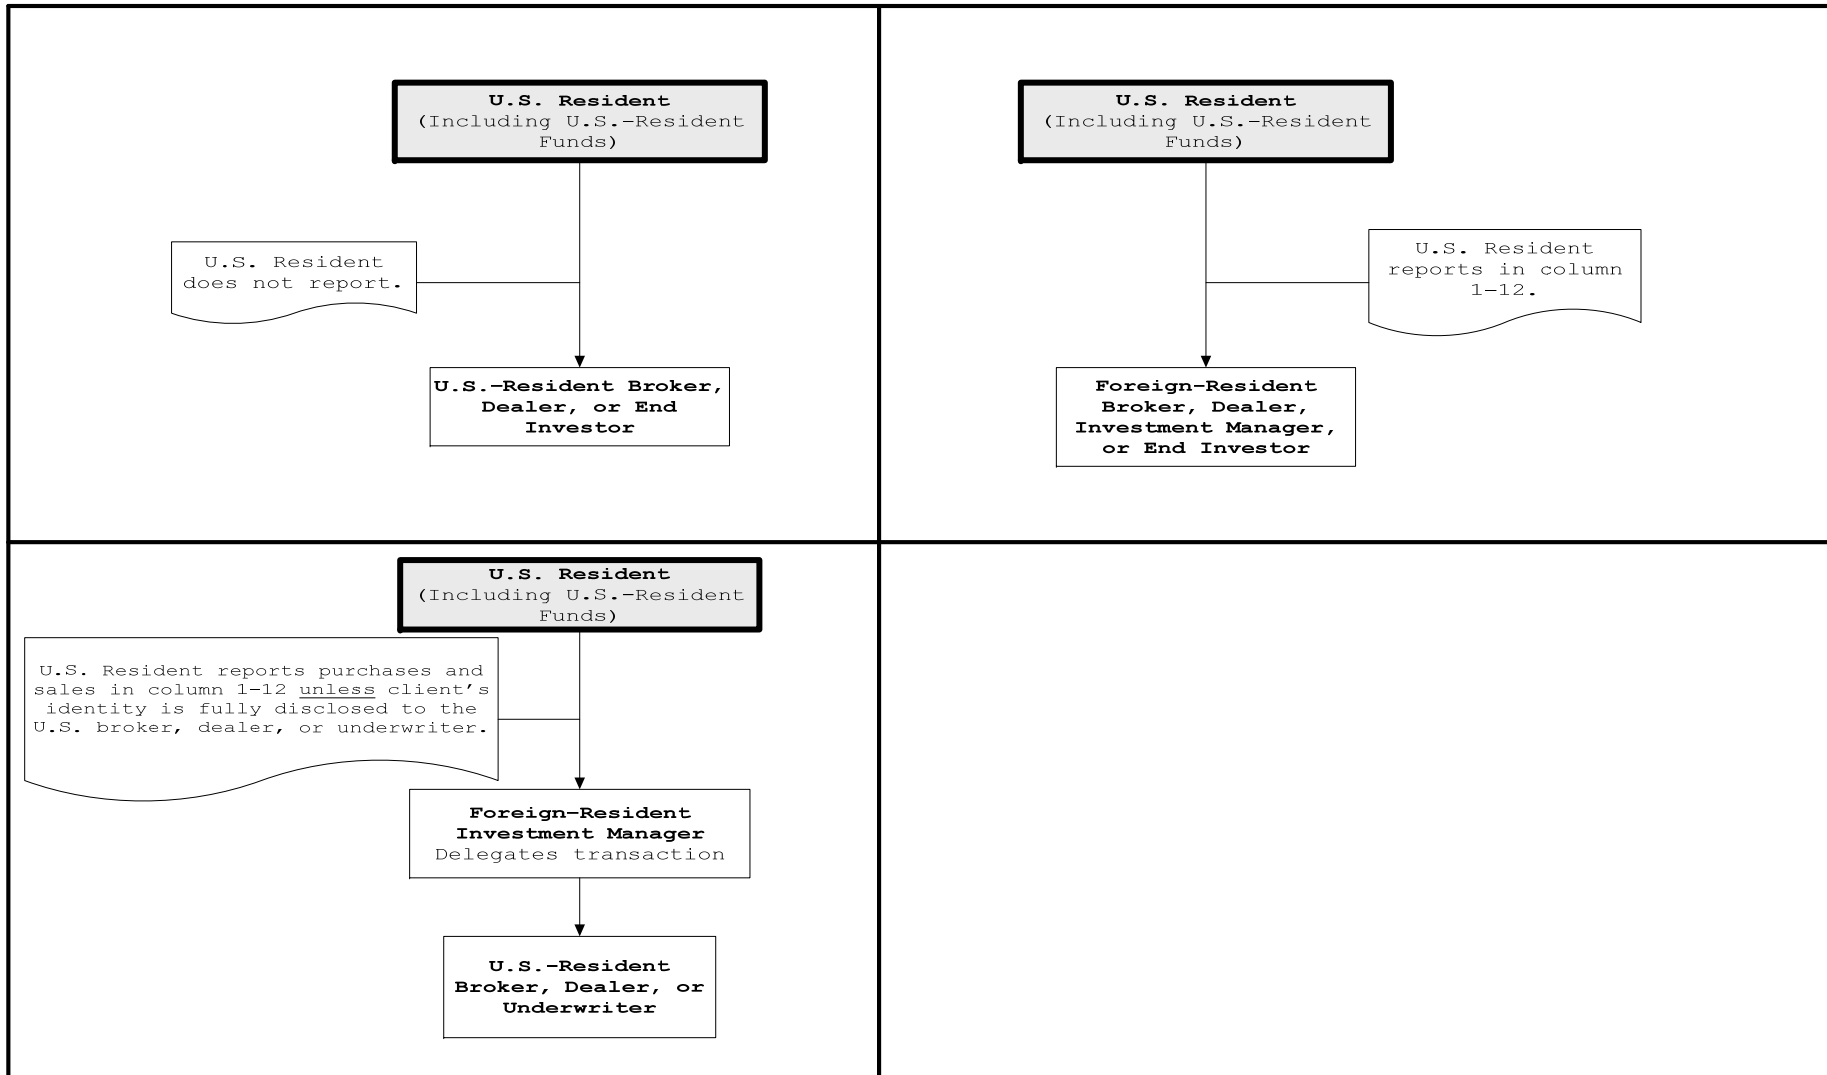 U.S. Resident
(Including U.S.-Resident
Funds)
U.S. Resident
does not report.
U.S.-Resident Broker,
Dealer, or End
Investor
U.S. Resident
(Including U.S.-Resident
Funds)
U.S. Resident
reports in column
1-12.
Foreign-Resident
Broker, Dealer,
Investment Manager,
or End Investor
U.S. Resident
(Including U.S.-Resident
Funds)
U.S. Resident reports purchases and
sales in column 1-12 unless client's
identity is fully disclosed to the
U.S. broker, dealer, or underwriter.
Foreign-Resident
Investment Manager
Delegates transaction
U.S.-Resident
Broker, Dealer, or
Underwriter